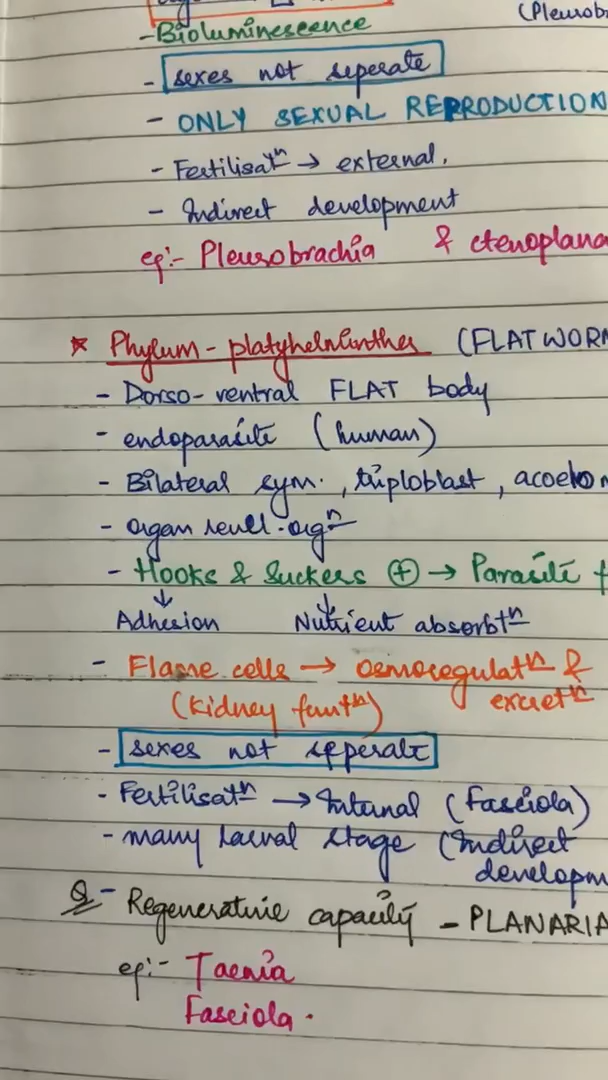 (Pleurob
- Bioluminescence
- sexes not seperate
- ONLY SEXUAL REPRODUCTION
- Fertilisatn → external.
- Indirect development
eg:- Pleurobrachia & ctenoplana
* Phylum - platyhelminthes (FLATWORM
- Dorso-ventral FLAT body
- endoparasite (human)
- Bilateral sym., triploblast, acoelom
- organ level orgn
- Hooks & Suckers ⊕ → Parasite f
↓ ↓
Adhesion Nutrient absorbtn
- Flame cells → osmoregulatn &
(kidney functn) excretn
- sexes not seperate
- Fertilisatn → Internal (Fasciola)
- many larval stage (Indirect
developm
Q - Regenerative capacity - PLANARIA
eg:- Taenia
Fasciola.